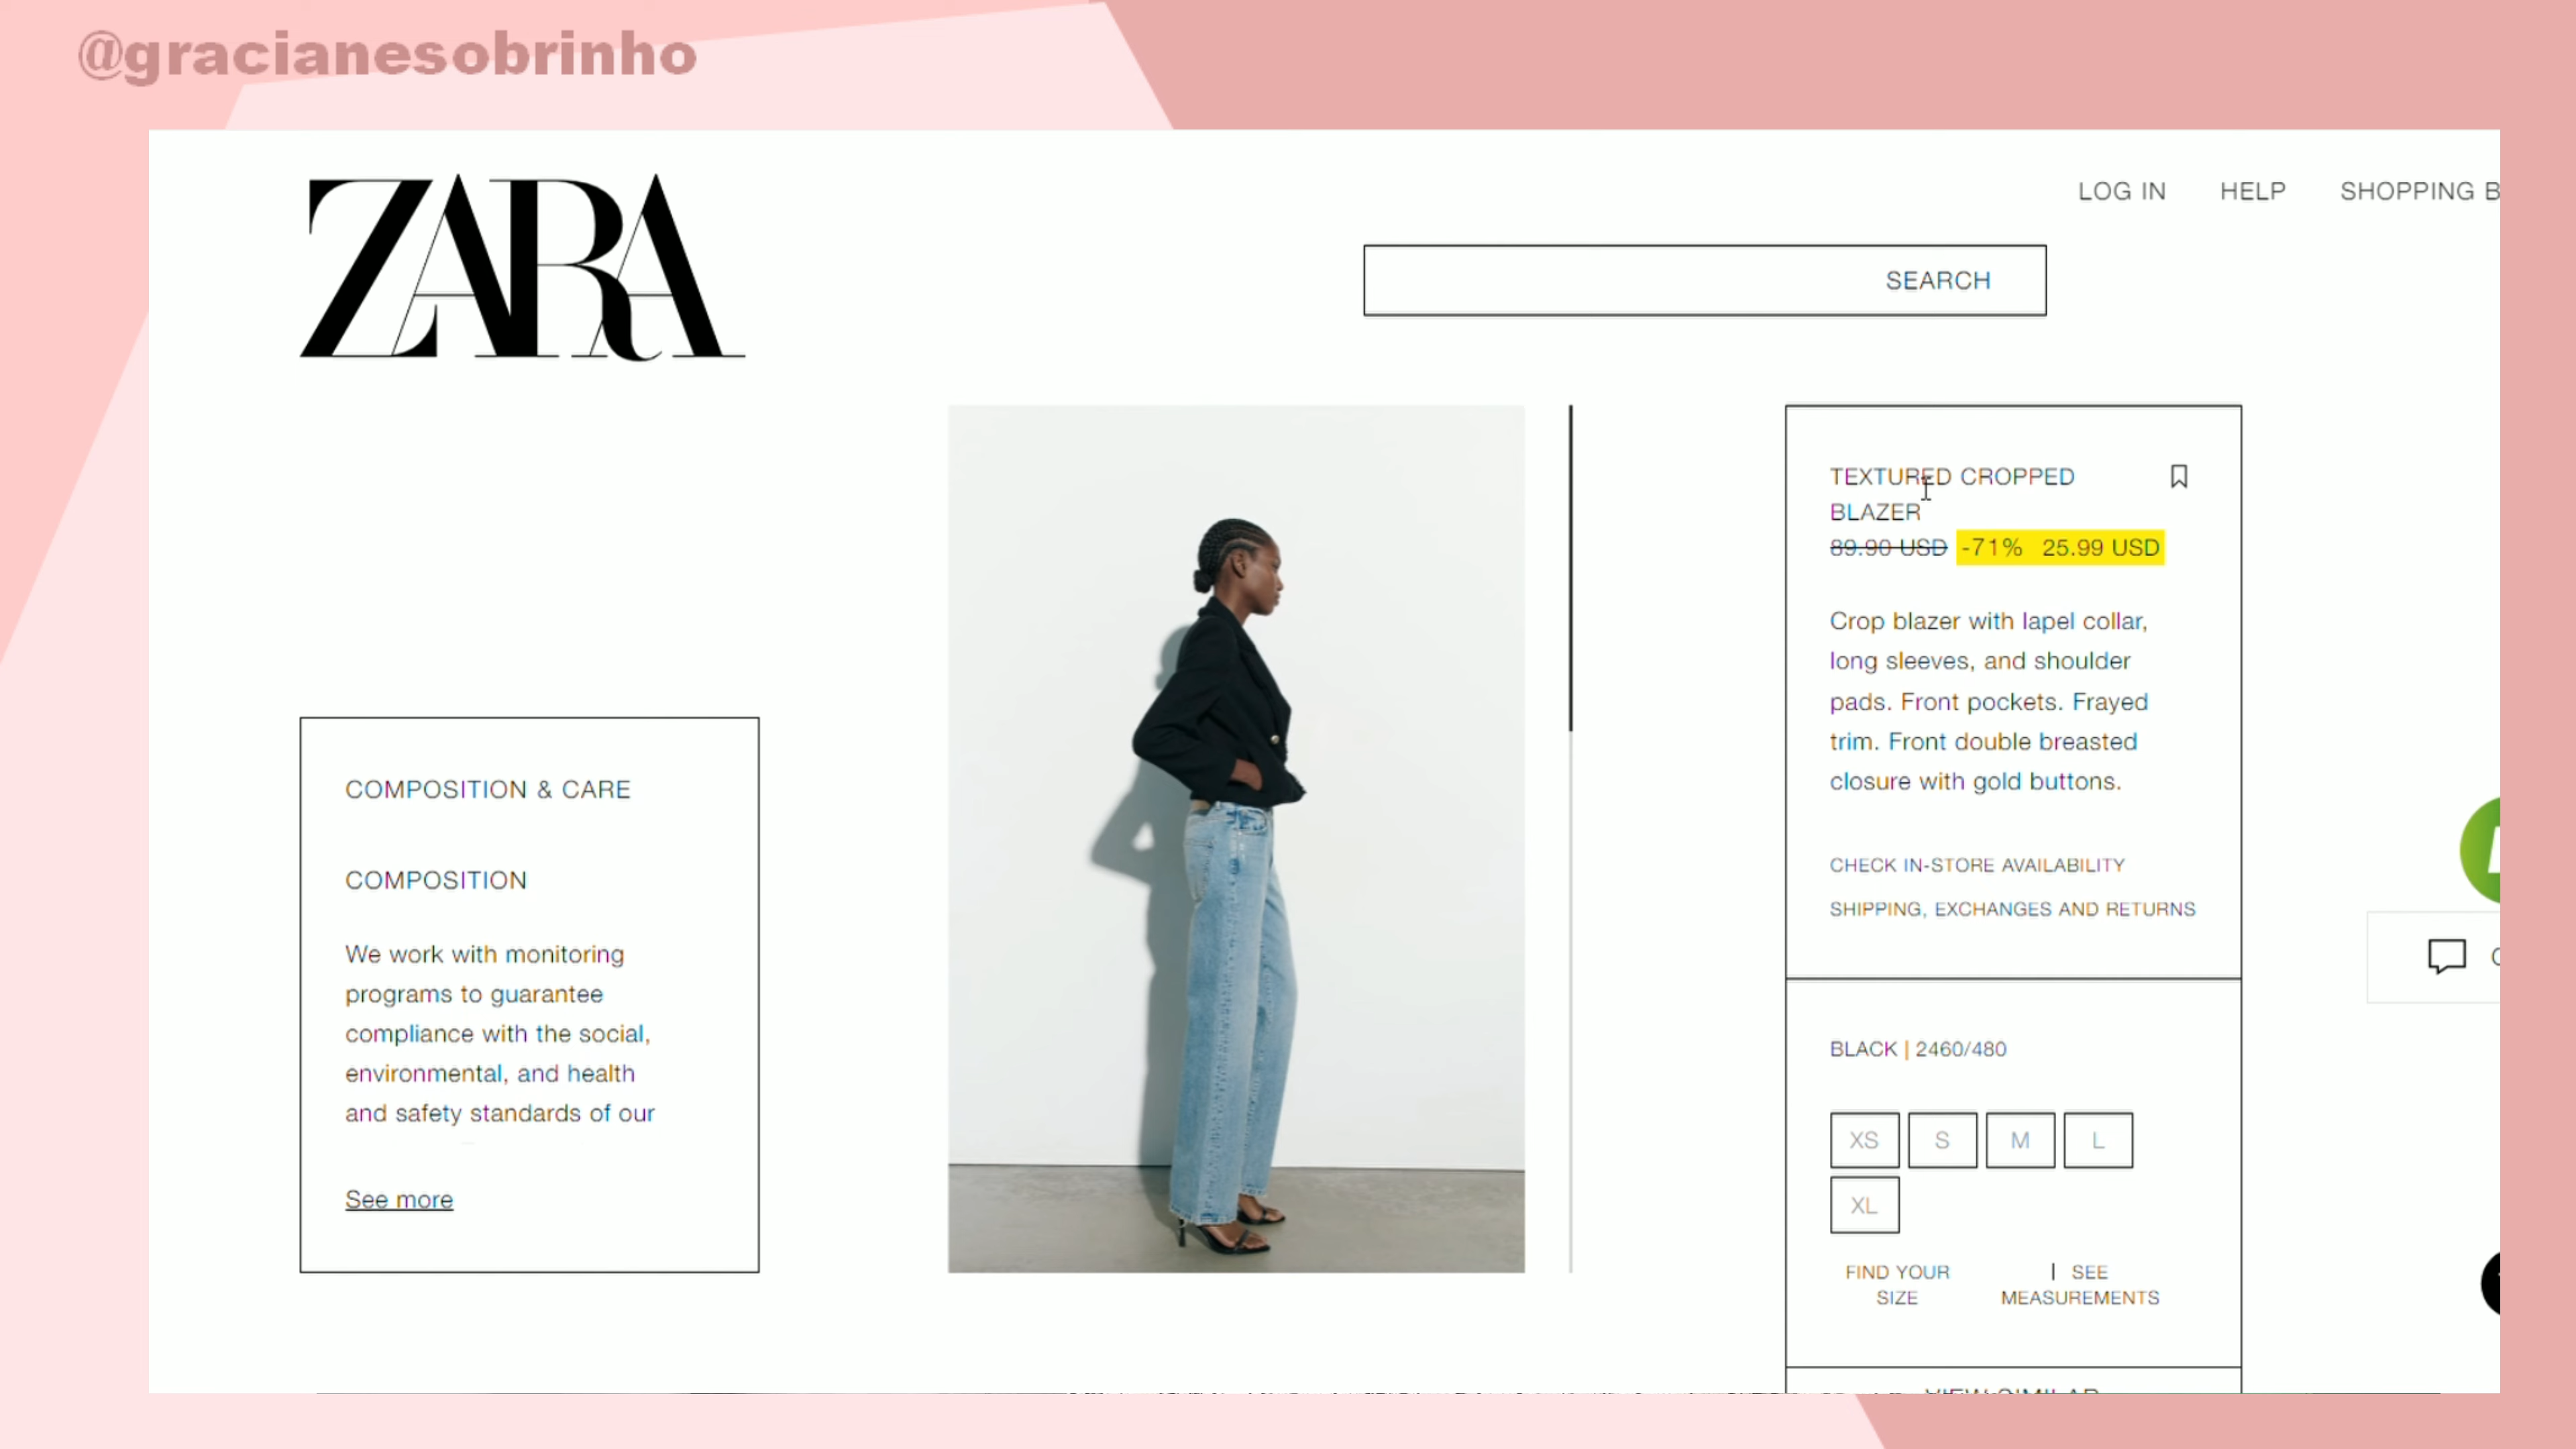 @gracianesobrinho
ZARA
LOG IN
HELP
SHOPPING B
SEARCH
TEXTURED CROPPED
BLAZER
89.90 USD -71% 25.99 USD
Crop blazer with lapel collar,
long sleeves, and shoulder
pads. Front pockets. Frayed
trim. Front double breasted
closure with gold buttons.
CHECK IN-STORE AVAILABILITY
SHIPPING, EXCHANGES AND RETURNS
BLACK | 2460/480
XS S M L
XL
FIND YOUR
SIZE
| SEE
MEASUREMENTS
VIEW SIMILAR
COMPOSITION & CARE
COMPOSITION
We work with monitoring
programs to guarantee
compliance with the social,
environmental, and health
and safety standards of our
See more